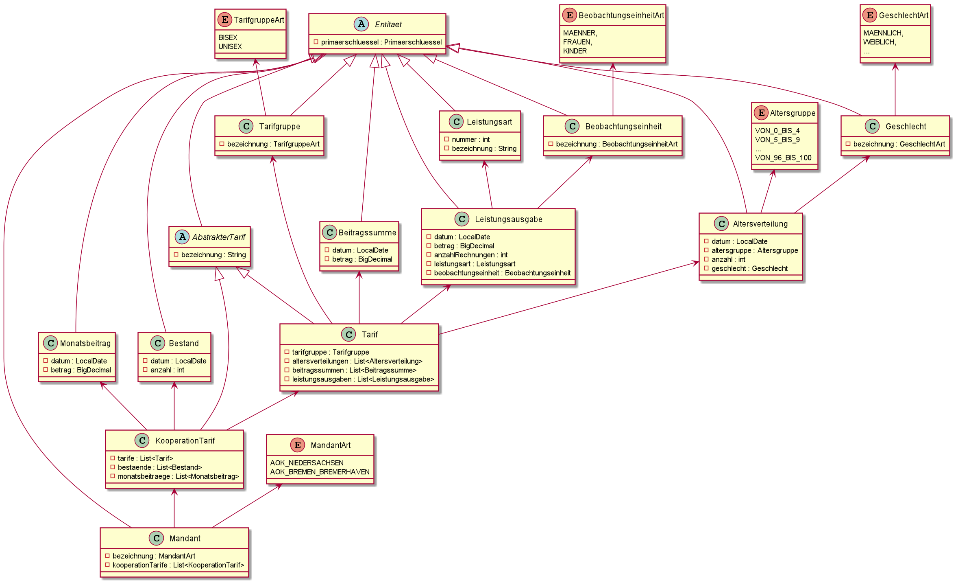 E TarifgruppeArt
BISEX
UNISEX
A Entitaet
primaerschluessel : Primaerschluessel
E BeobachtungseinheitArt
MAENNER,
FRAUEN,
KINDER
E GeschlechtArt
MAENNLICH,
WEIBLICH,
...
C Tarifgruppe
bezeichnung : TarifgruppeArt
C Leistungsart
nummer : int
bezeichnung : String
C Beobachtungseinheit
bezeichnung : BeobachtungseinheitArt
E Altersgruppe
VON_0_BIS_4
VON_5_BIS_9
...
VON_96_BIS_100
C Geschlecht
bezeichnung : GeschlechtArt
A AbstrakterTarif
bezeichnung : String
C Beitragssumme
datum : LocalDate
betrag : BigDecimal
C Leistungsausgabe
datum : LocalDate
betrag : BigDecimal
anzahlRechnungen : int
leistungsart : Leistungsart
beobachtungseinheit : Beobachtungseinheit
C Altersverteilung
datum : LocalDate
altersgruppe : Altersgruppe
anzahl : int
geschlecht : Geschlecht
C Monatsbeitrag
datum : LocalDate
betrag : BigDecimal
C Bestand
datum : LocalDate
anzahl : int
C Tarif
tarifgruppe : Tarifgruppe
altersverteilungen : List<Altersverteilung>
beitragssummen : List<Beitragssumme>
leistungsausgaben : List<Leistungsausgabe>
C KooperationTarif
tarife : List<Tarif>
bestaende : List<Bestand>
monatsbeitraege : List<Monatsbeitrag>
E MandantArt
AOK_NIEDERSACHSEN
AOK_BREMEN_BREMERHAVEN
C Mandant
bezeichnung : MandantArt
kooperationTarife : List<KooperationTarif>